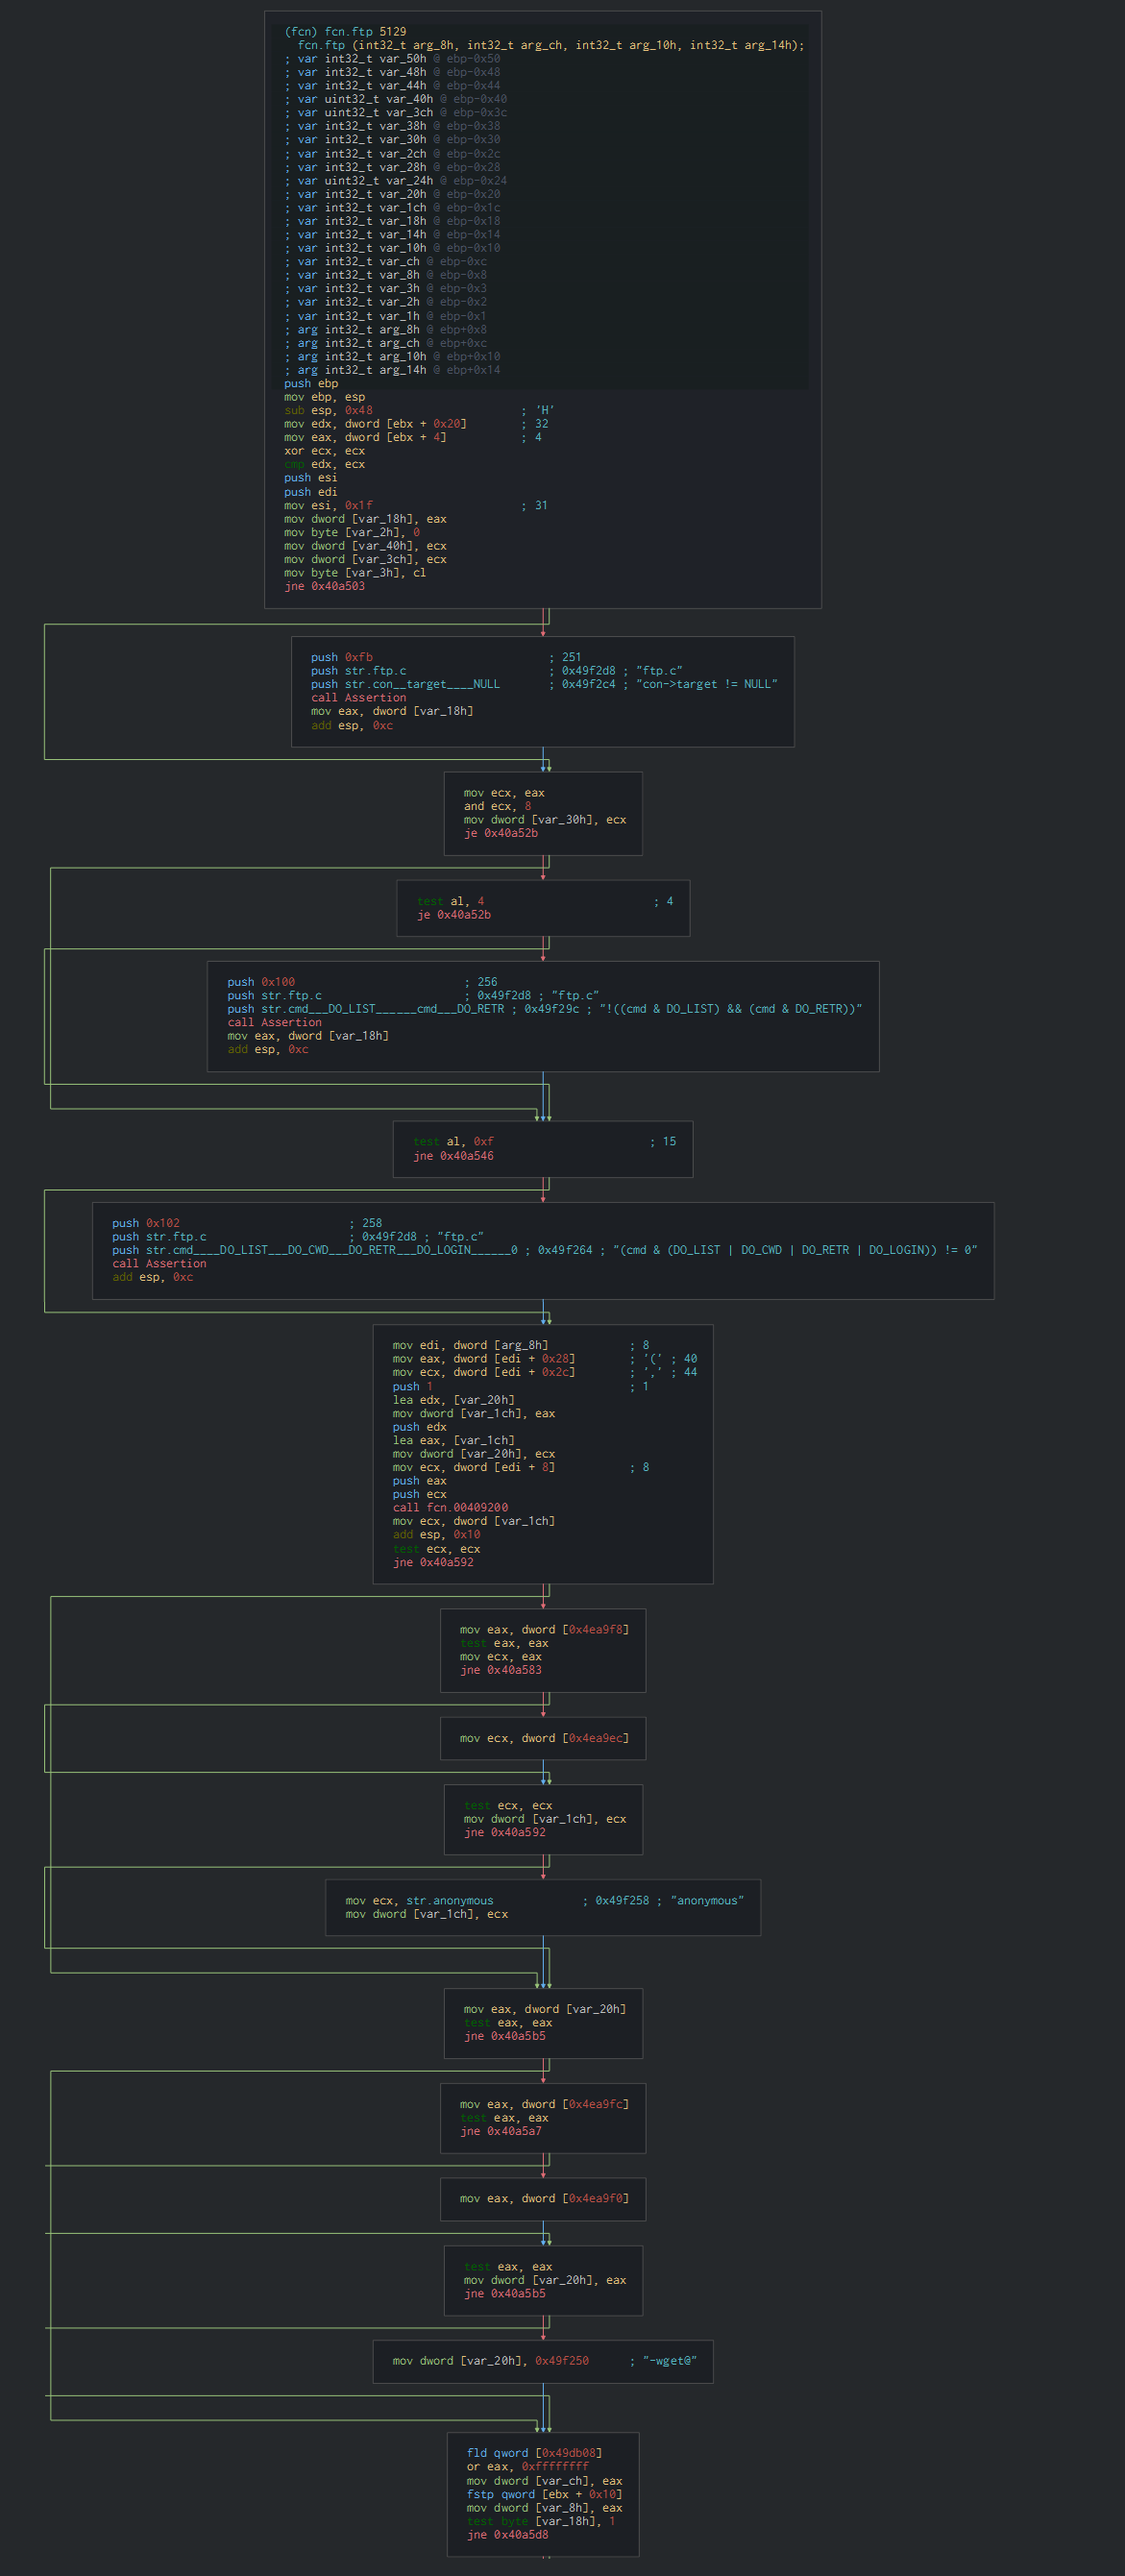 (fcn) fcn.ftp 5129
fcn.ftp (int32_t arg_8h, int32_t arg_ch, int32_t arg_10h, int32_t arg_14h);
; var int32_t var_50h @ ebp-0x50
; var int32_t var_48h @ ebp-0x48
; var int32_t var_44h @ ebp-0x44
; var uint32_t var_40h @ ebp-0x40
; var uint32_t var_3ch @ ebp-0x3c
; var int32_t var_38h @ ebp-0x38
; var int32_t var_30h @ ebp-0x30
; var int32_t var_2ch @ ebp-0x2c
; var int32_t var_28h @ ebp-0x28
; var uint32_t var_24h @ ebp-0x24
; var int32_t var_20h @ ebp-0x20
; var int32_t var_1ch @ ebp-0x1c
; var int32_t var_18h @ ebp-0x18
; var int32_t var_14h @ ebp-0x14
; var int32_t var_10h @ ebp-0x10
; var int32_t var_ch @ ebp-0xc
; var int32_t var_8h @ ebp-0x8
; var int32_t var_3h @ ebp-0x3
; var int32_t var_2h @ ebp-0x2
; var int32_t var_1h @ ebp-0x1
; arg int32_t arg_8h @ ebp+0x8
; arg int32_t arg_ch @ ebp+0xc
; arg int32_t arg_10h @ ebp+0x10
; arg int32_t arg_14h @ ebp+0x14
push ebp
mov ebp, esp
sub esp, 0x48 ; 'H'
mov edx, dword [ebx + 0x20] ; 32
mov eax, dword [ebx + 4] ; 4
xor ecx, ecx
cmp edx, ecx
push esi
push edi
mov esi, 0x1f ; 31
mov dword [var_18h], eax
mov byte [var_2h], 0
mov dword [var_40h], ecx
mov dword [var_3ch], ecx
mov byte [var_3h], cl
jne 0x40a503
push 0xfb ; 251
push str.ftp.c ; 0x49f2d8 ; "ftp.c"
push str.con__target____NULL ; 0x49f2c4 ; "con->target != NULL"
call Assertion
mov eax, dword [var_18h]
add esp, 0xc
mov ecx, eax
and ecx, 8
mov dword [var_30h], ecx
je 0x40a52b
test al, 4 ; 4
je 0x40a52b
push 0x100 ; 256
push str.ftp.c ; 0x49f2d8 ; "ftp.c"
push str.cmd___DO_LIST______cmd___DO_RETR ; 0x49f29c ; "!((cmd & DO_LIST) && (cmd & DO_RETR))"
call Assertion
mov eax, dword [var_18h]
add esp, 0xc
test al, 0xf ; 15
jne 0x40a546
push 0x102 ; 258
push str.ftp.c ; 0x49f2d8 ; "ftp.c"
push str.cmd____DO_LIST___DO_CWD___DO_RETR___DO_LOGIN______0 ; 0x49f264 ; "(cmd & (DO_LIST | DO_CWD | DO_RETR | DO_LOGIN)) != 0"
call Assertion
add esp, 0xc
mov edi, dword [arg_8h] ; 8
mov eax, dword [edi + 0x28] ; '(' ; 40
mov ecx, dword [edi + 0x2c] ; ',' ; 44
push 1 ; 1
lea edx, [var_20h]
mov dword [var_1ch], eax
push edx
lea eax, [var_1ch]
mov dword [var_20h], ecx
mov ecx, dword [edi + 8] ; 8
push eax
push ecx
call fcn.00409200
mov ecx, dword [var_1ch]
add esp, 0x10
test ecx, ecx
jne 0x40a592
mov eax, dword [0x4ea9f8]
test eax, eax
mov ecx, eax
jne 0x40a583
mov ecx, dword [0x4ea9ec]
test ecx, ecx
mov dword [var_1ch], ecx
jne 0x40a592
mov ecx, str.anonymous ; 0x49f258 ; "anonymous"
mov dword [var_1ch], ecx
mov eax, dword [var_20h]
test eax, eax
jne 0x40a5b5
mov eax, dword [0x4ea9fc]
test eax, eax
jne 0x40a5a7
mov eax, dword [0x4ea9f0]
test eax, eax
mov dword [var_20h], eax
jne 0x40a5b5
mov dword [var_20h], 0x49f250 ; "-wget@"
fld qword [0x49db08]
or eax, 0xffffffff
mov dword [var_ch], eax
fstp qword [ebx + 0x10]
mov dword [var_8h], eax
test byte [var_18h], 1
jne 0x40a5d8